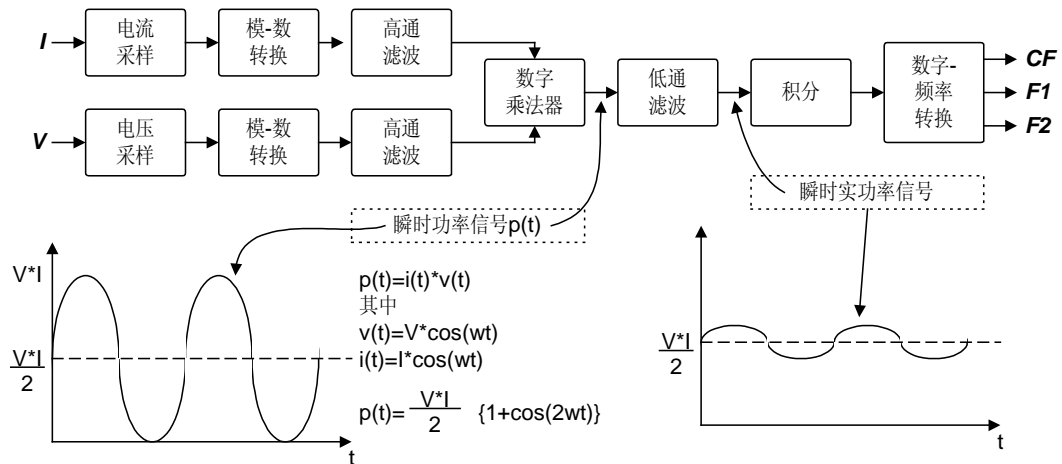 I
电流
采样
模-数
转换
高通
滤波
V
电压
采样
模-数
转换
高通
滤波
数字
乘法器
低通
滤波
积分
数字-
频率
转换
CF
F1
F2
瞬时功率信号p(t)
瞬时实功率信号
V*I
V*I
2
t
p(t)=i(t)*v(t)
其中
v(t)=V*cos(wt)
i(t)=I*cos(wt)
p(t)= V*I
2 {1+cos(2wt)}
V*I
2
t